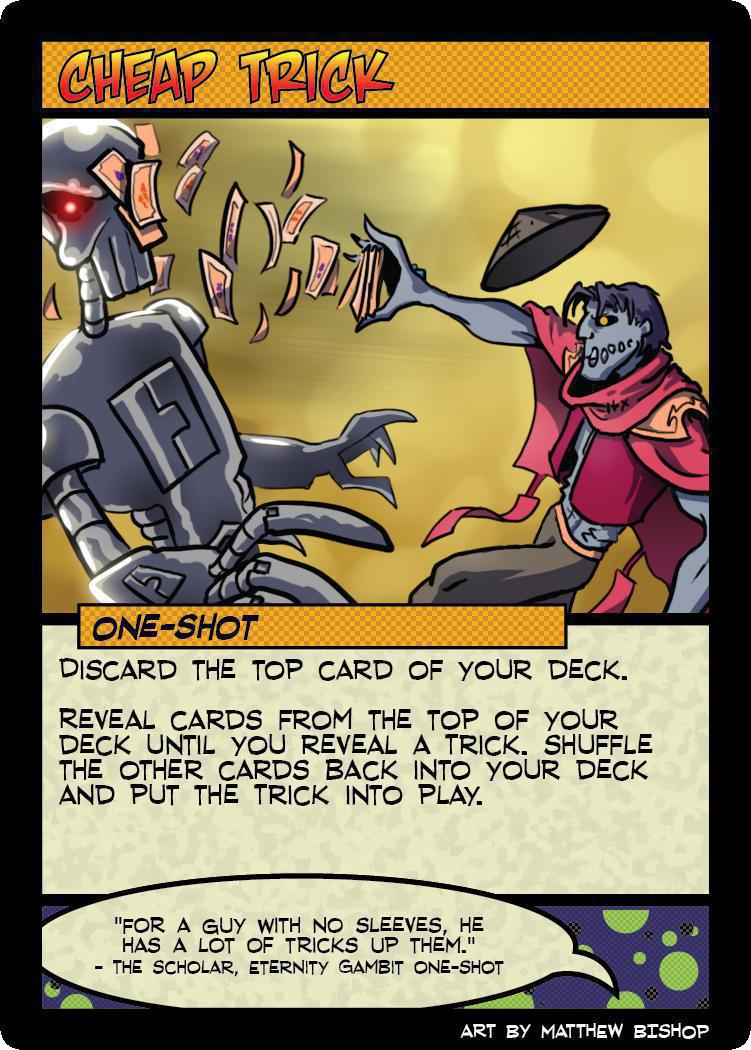 CHEAP TRICK
ONE-SHOT
DISCARD THE TOP CARD OF YOUR DECK.
REVEAL CARDS FROM THE TOP OF YOUR
DECK UNTIL YOU REVEAL A TRICK. SHUFFLE
THE OTHER CARDS BACK INTO YOUR DECK
AND PUT THE TRICK INTO PLAY.
"FOR A GUY WITH NO SLEEVES, HE
HAS A LOT OF TRICKS UP THEM."
- THE SCHOLAR, ETERNITY GAMBIT ONE-SHOT
ART BY MATTHEW BISHOP